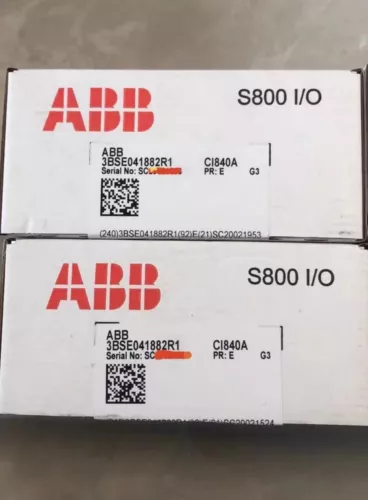 ABB
S800 I/O
ABB
3BSE041882R1 CI840A
Serial No: SC PR: E G3
(240)3BSE041882R1(92)E(21)SC20021953
ABB
S800 I/O
ABB
3BSE041882R1 CI840A
Serial No: SC PR: E G3